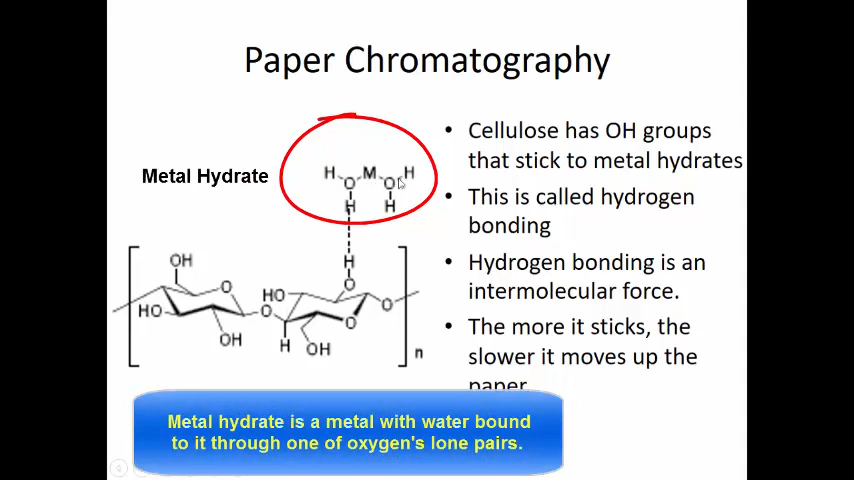 Paper Chromatography
Metal Hydrate
H M H
O O
H H
H
O
OH
O
HO
OH
HO
O
O
O
H
OH
n
• Cellulose has OH groups
that stick to metal hydrates
• This is called hydrogen
bonding
• Hydrogen bonding is an
intermolecular force.
• The more it sticks, the
slower it moves up the
paper
Metal hydrate is a metal with water bound
to it through one of oxygen's lone pairs.